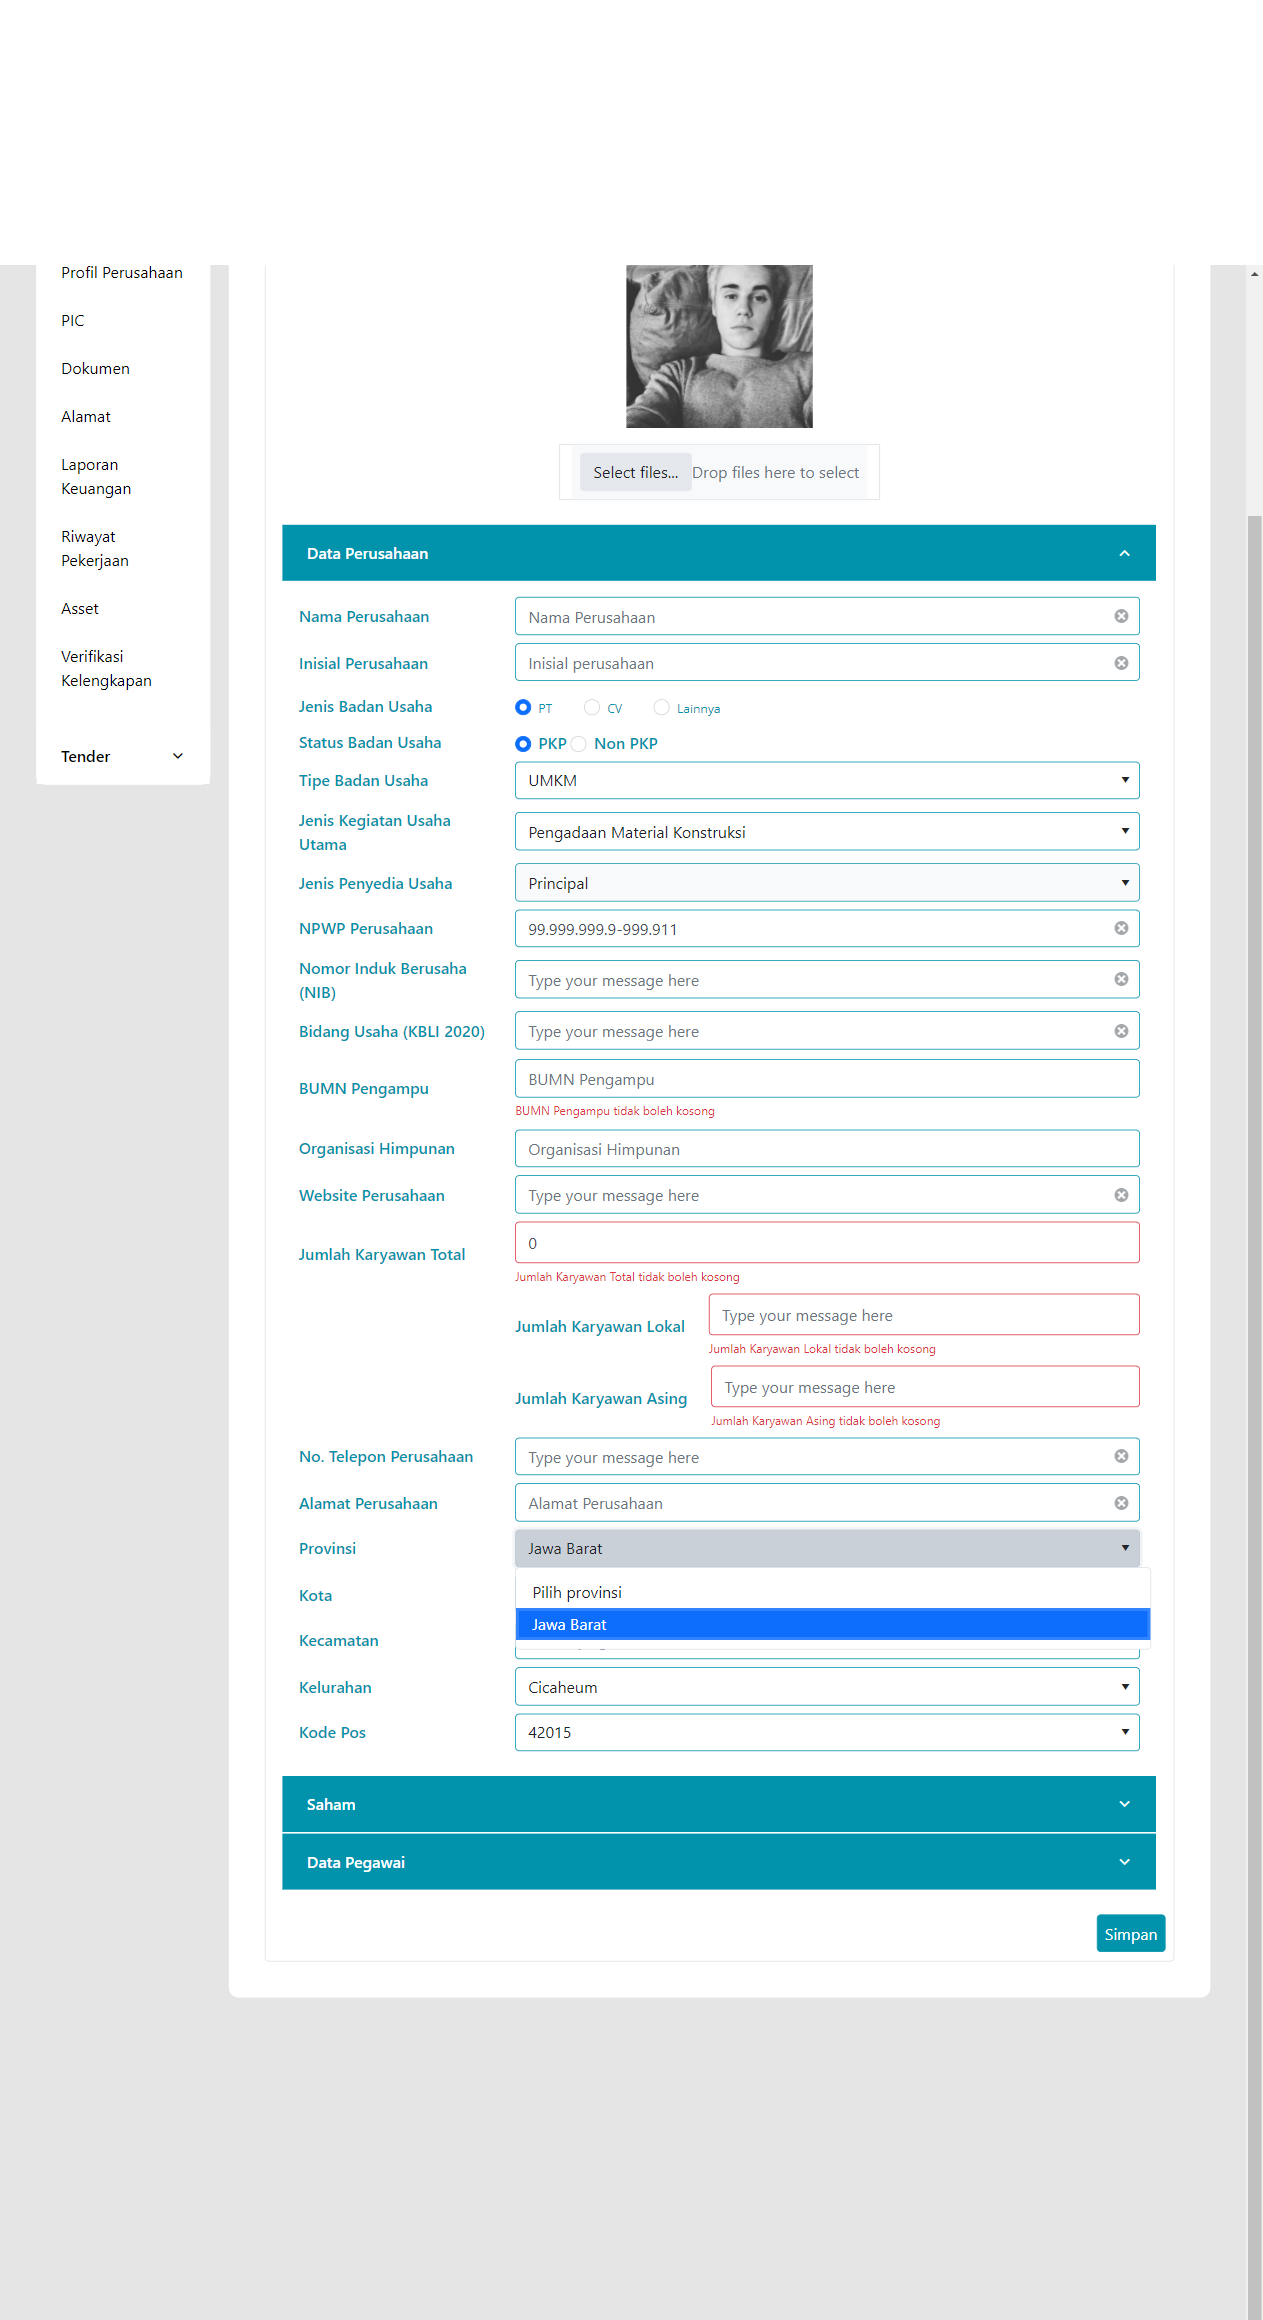 Profil Perusahaan
PIC
Dokumen
Alamat
Laporan
Keuangan
Riwayat
Pekerjaan
Asset
Verifikasi
Kelengkapan
Tender
Select files... Drop files here to select
Data Perusahaan
Nama Perusahaan Nama Perusahaan
Inisial Perusahaan Inisial perusahaan
Jenis Badan Usaha PT CV Lainnya
Status Badan Usaha PKP Non PKP
Tipe Badan Usaha UMKM
Jenis Kegiatan Usaha
Utama
Pengadaan Material Konstruksi
Jenis Penyedia Usaha Principal
NPWP Perusahaan 99.999.999.9-999.911
Nomor Induk Berusaha
(NIB)
Type your message here
Bidang Usaha (KBLI 2020) Type your message here
BUMN Pengampu BUMN Pengampu
BUMN Pengampu tidak boleh kosong
Organisasi Himpunan Organisasi Himpunan
Website Perusahaan Type your message here
Jumlah Karyawan Total 0
Jumlah Karyawan Total tidak boleh kosong
Jumlah Karyawan Lokal Type your message here
Jumlah Karyawan Lokal tidak boleh kosong
Jumlah Karyawan Asing Type your message here
Jumlah Karyawan Asing tidak boleh kosong
No. Telepon Perusahaan Type your message here
Alamat Perusahaan Alamat Perusahaan
Provinsi Jawa Barat
Pilih provinsi
Kota
Jawa Barat
Kecamatan
Kelurahan Cicaheum
Kode Pos 42015
Saham
Data Pegawai
Simpan